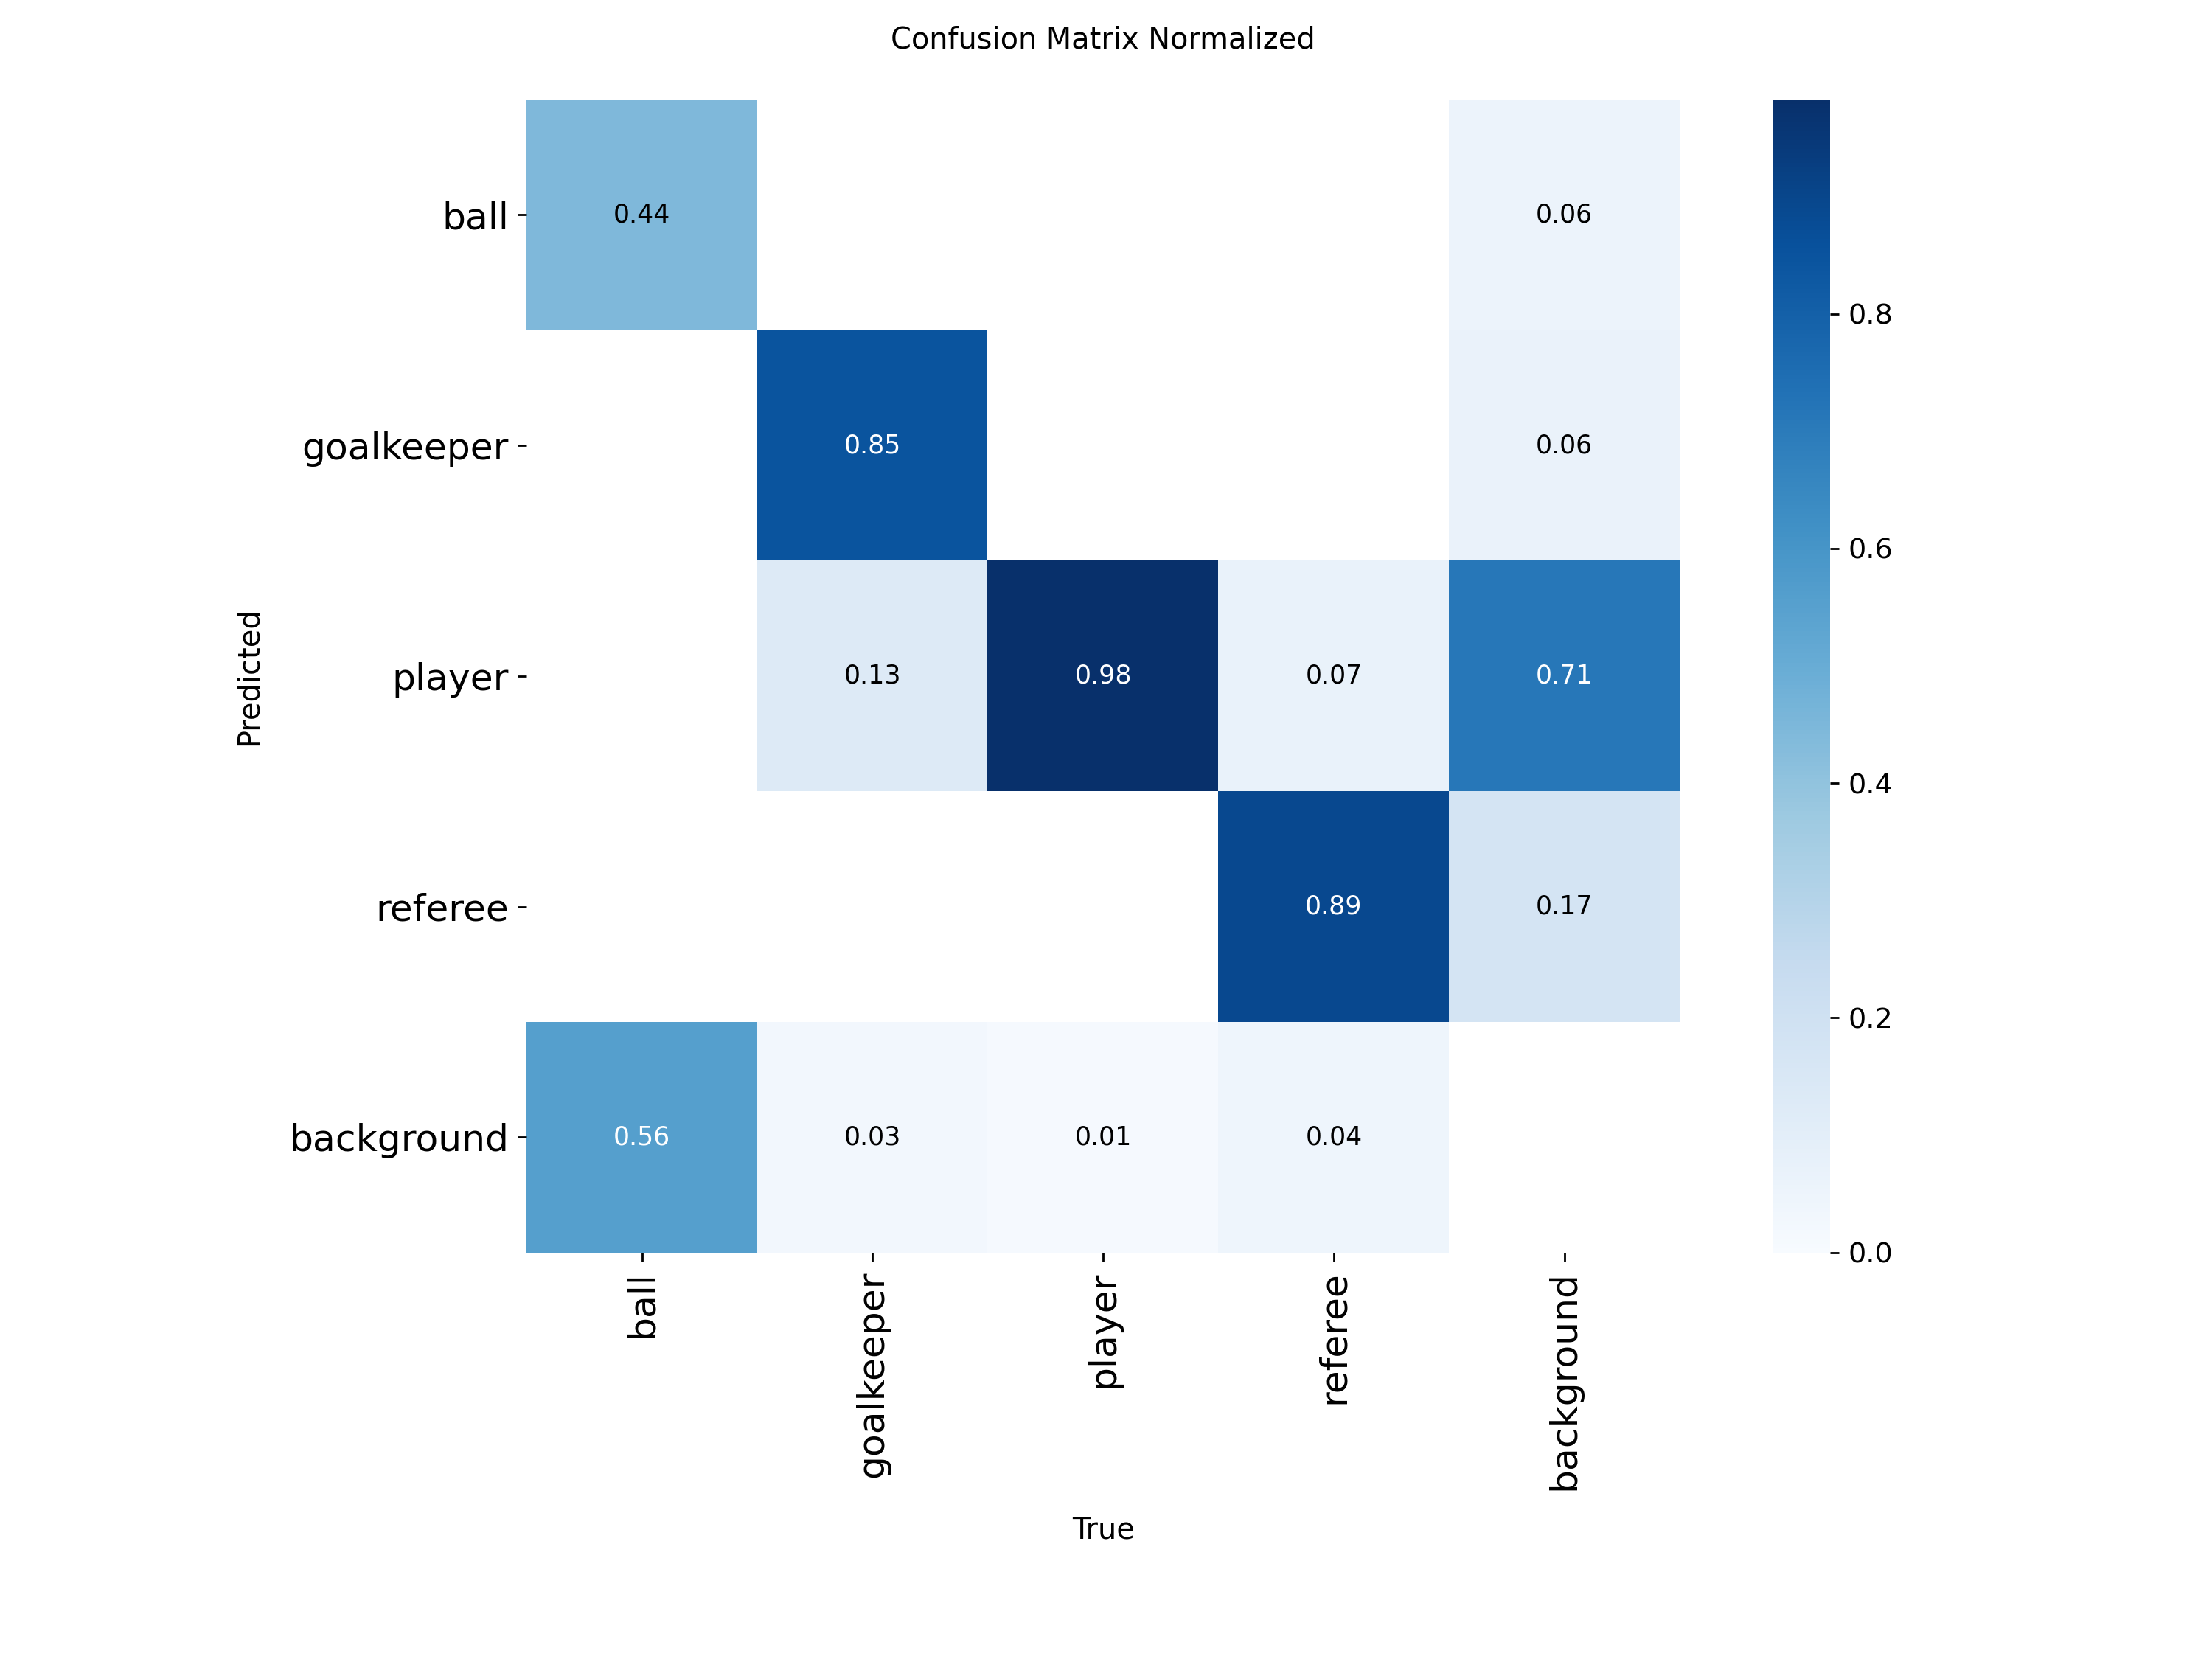 Confusion Matrix Normalized
ball
0.44
0.06
goalkeeper
0.85
0.06
player
0.13
0.98
0.07
0.71
referee
0.89
0.17
background
0.56
0.03
0.01
0.04
Predicted
ball
goalkeeper
player
referee
background
True
0.8
0.6
0.4
0.2
0.0